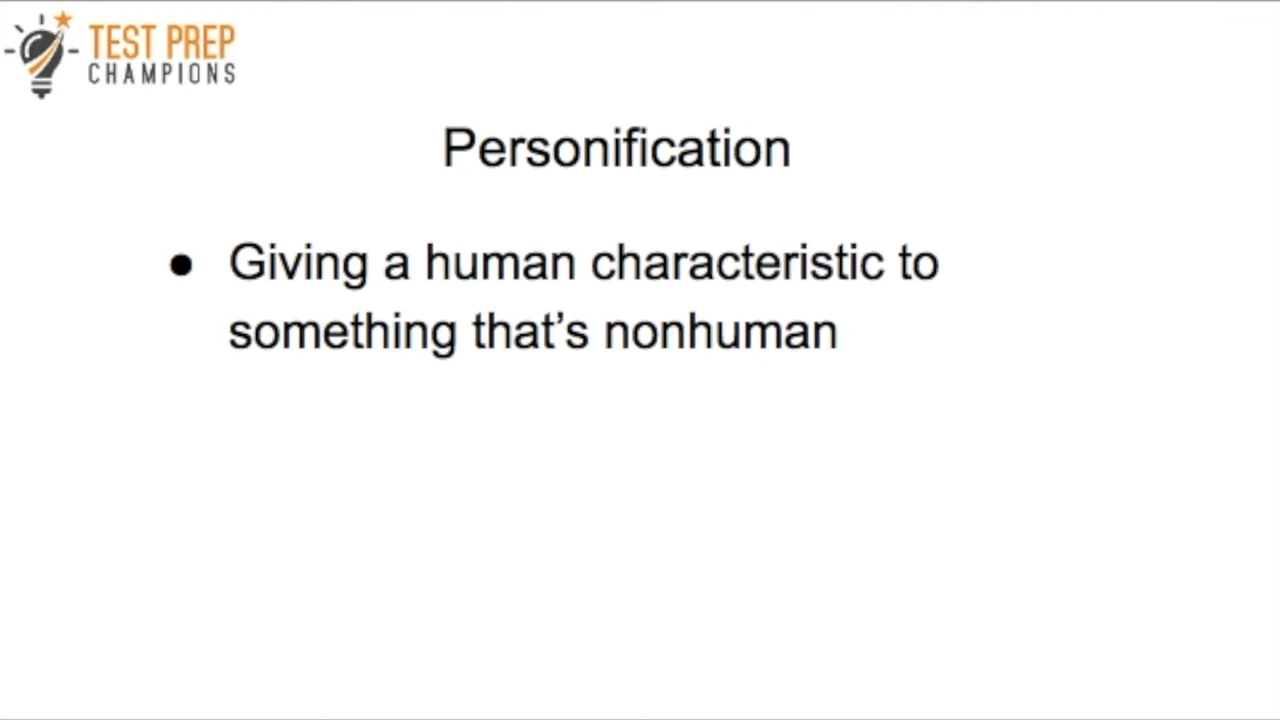 TEST PREP
CHAMPIONS
Personification
● Giving a human characteristic to
something that’s nonhuman